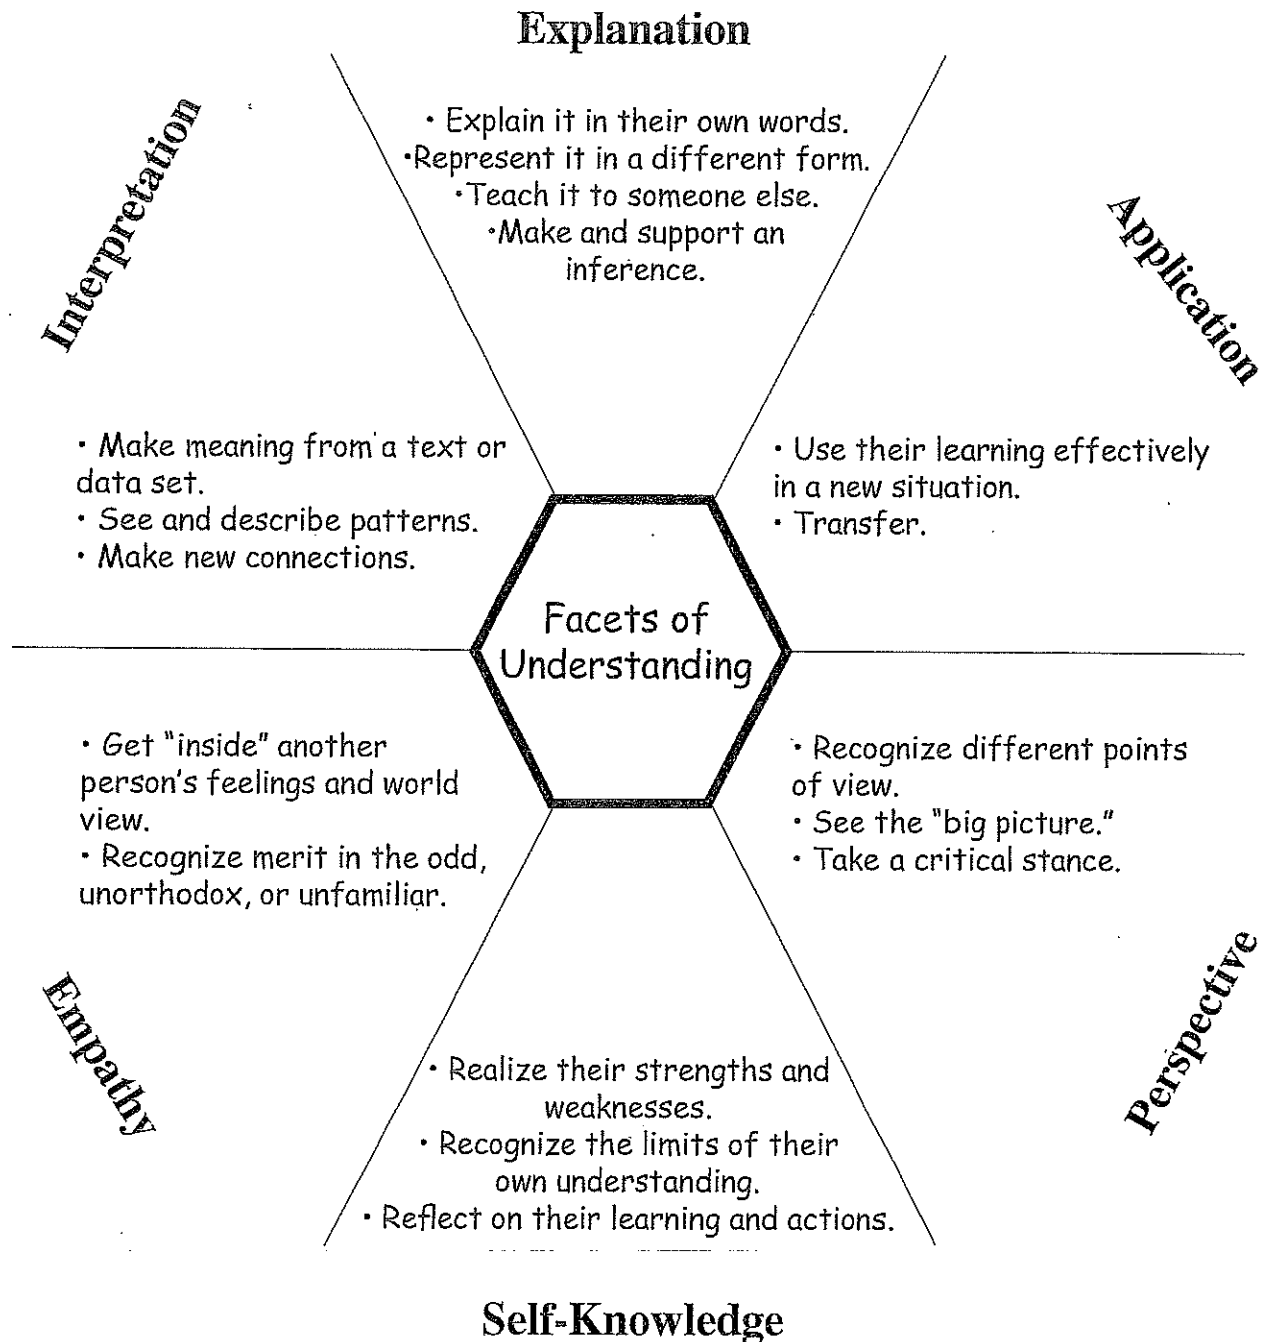 Explanation
• Explain it in their own words.
•Represent it in a different form.
•Teach it to someone else.
•Make and support an
inference.
Application
• Use their learning effectively
in a new situation.
• Transfer.
Perspective
• Recognize different points
of view.
• See the "big picture."
• Take a critical stance.
Self-Knowledge
• Realize their strengths and
weaknesses.
• Recognize the limits of their
own understanding.
• Reflect on their learning and actions.
Empathy
• Get "inside" another
person's feelings and world
view.
• Recognize merit in the odd,
unorthodox, or unfamiliar.
Interpretation
• Make meaning from a text or
data set.
• See and describe patterns.
• Make new connections.
Facets of
Understanding